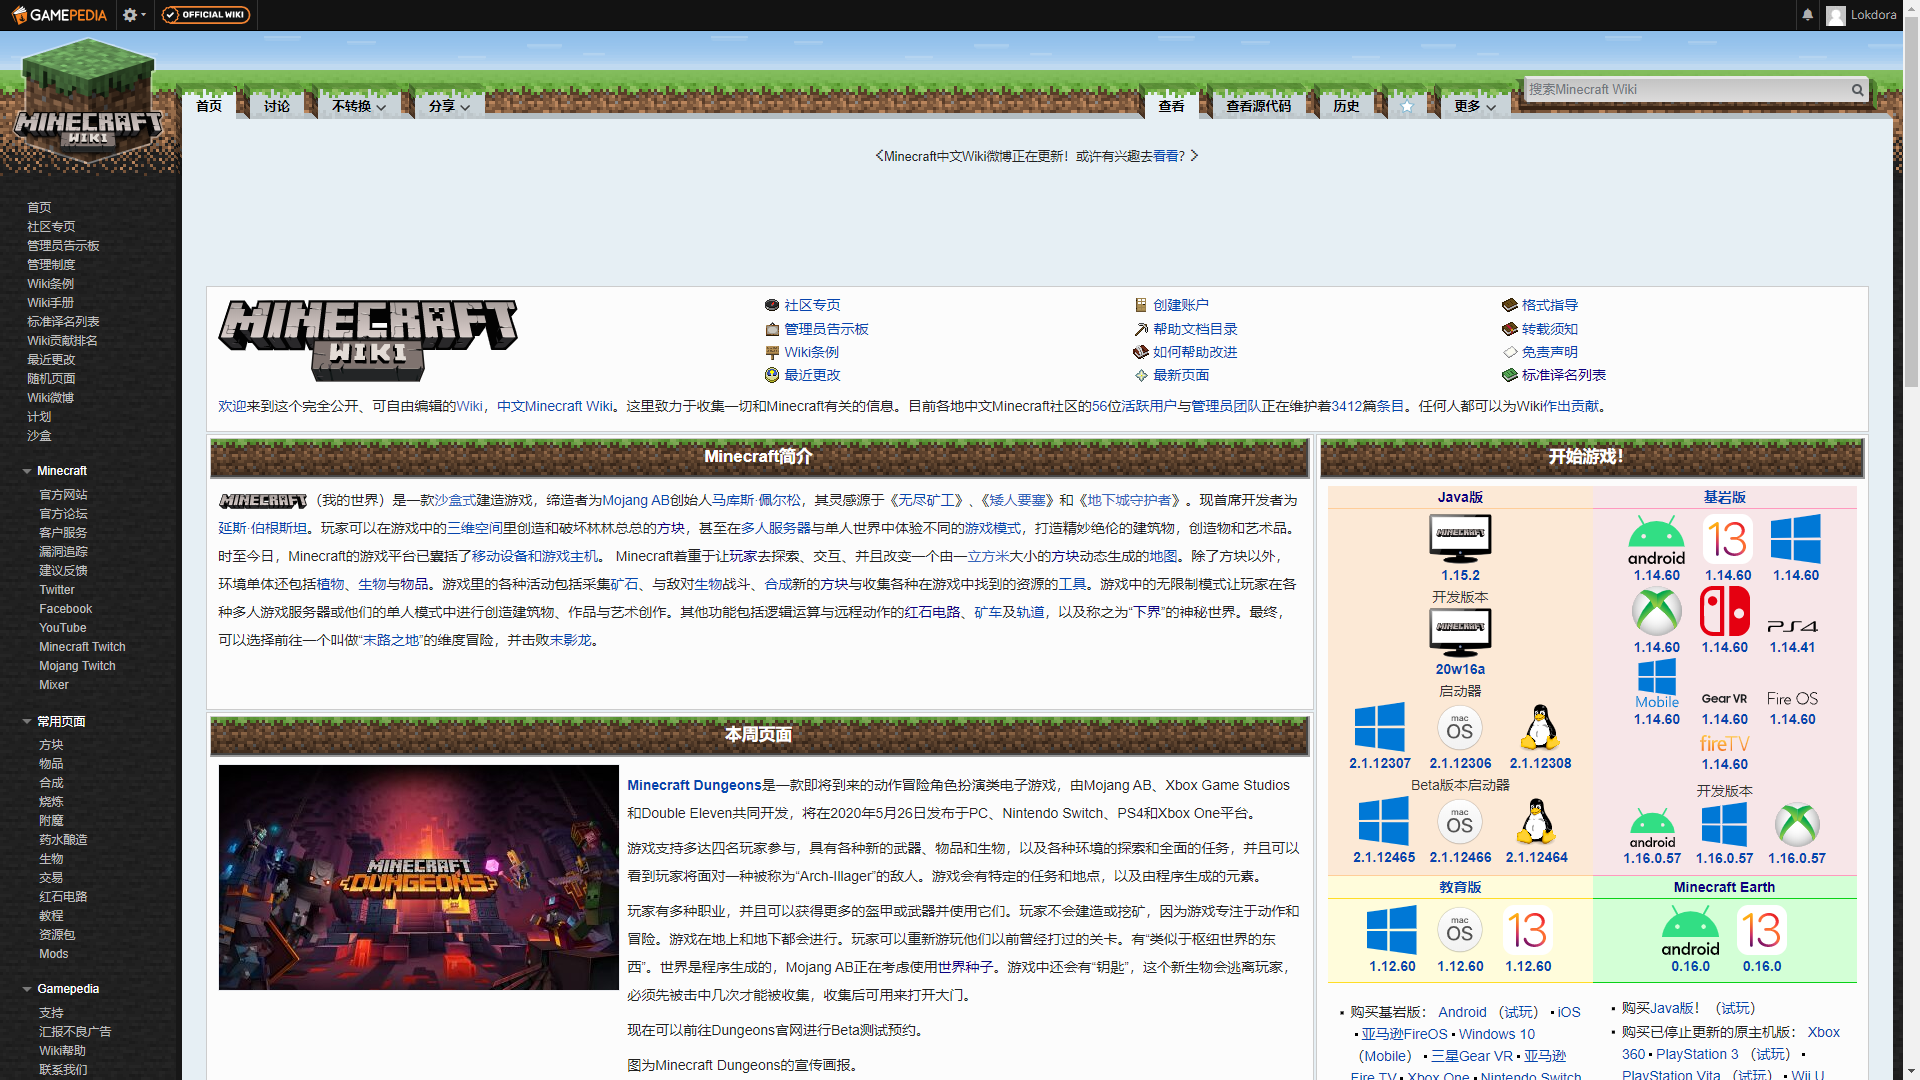 GAMEPEDIA
OFFICIAL WIKI
Lokdora
MINECRAFT
WIKI
首页
讨论
不转换
分享
查看
查看源代码
历史
更多
搜索Minecraft Wiki
<Minecraft中文Wiki微博正在更新！或许有兴趣去看看？>
首页
社区专页
管理员告示板
管理制度
Wiki条例
Wiki手册
标准译名列表
Wiki贡献排名
最近更改
随机页面
Wiki微博
计划
沙盒
Minecraft
官方网站
官方论坛
客户服务
漏洞追踪
建议反馈
Twitter
Facebook
YouTube
Minecraft Twitch
Mojang Twitch
Mixer
常用页面
方块
物品
合成
烧炼
附魔
药水酿造
生物
交易
红石电路
教程
资源包
Mods
Gamepedia
支持
汇报不良广告
Wiki帮助
联系我们
MINECRAFT
WIKI
社区专页
管理员告示板
Wiki条例
最近更改
创建账户
帮助文档目录
如何帮助改进
最新页面
格式指导
转载须知
免责声明
标准译名列表
欢迎来到这个完全公开、可自由编辑的Wiki，中文Minecraft Wiki。这里致力于收集一切和Minecraft有关的信息。目前各地中文Minecraft社区的56位活跃用户与管理员团队正在维护着3412篇条目。任何人都可以为Wiki作出贡献。
Minecraft简介
MINECRAFT（我的世界）是一款沙盒式建造游戏，缔造者为Mojang AB创始人马库斯·佩尔松，其灵感源于《无尽矿工》、《矮人要塞》和《地下城守护者》。现首席开发者为
延斯·伯根斯坦。玩家可以在游戏中的三维空间里创造和破坏林林总总的方块，甚至在多人服务器与单人世界中体验不同的游戏模式，打造精妙绝伦的建筑物，创造物和艺术品。
时至今日，Minecraft的游戏平台已囊括了移动设备和游戏主机。 Minecraft着重于让玩家去探索、交互、并且改变一个由一立方米大小的方块动态生成的地图。除了方块以外，
环境单体还包括植物、生物与物品。游戏里的各种活动包括采集矿石、与敌对生物战斗、合成新的方块与收集各种在游戏中找到的资源的工具。游戏中的无限制模式让玩家在各
种多人游戏服务器或他们的单人模式中进行创造建筑物、作品与艺术创作。其他功能包括逻辑运算与远程动作的红石电路、矿车及轨道，以及称之为“下界”的神秘世界。最终，
可以选择前往一个叫做“末路之地”的维度冒险，并击败末影龙。
本周页面
MINECRAFT
DUNGEONS
Minecraft Dungeons是一款即将到来的动作冒险角色扮演类电子游戏，由Mojang AB、Xbox Game Studios
和Double Eleven共同开发，将在2020年5月26日发布于PC、Nintendo Switch、PS4和Xbox One平台。
游戏支持多达四名玩家参与，具有各种新的武器、物品和生物，以及各种环境的探索和全面的任务，并且可以
看到玩家将面对一种被称为“Arch-Illager”的敌人。游戏会有特定的任务和地点，以及由程序生成的元素。
玩家有多种职业，并且可以获得更多的盔甲或武器并使用它们。玩家不会建造或挖矿，因为游戏专注于动作和
冒险。游戏在地上和地下都会进行。玩家可以重新游玩他们以前曾经打过的关卡。有“类似于枢纽世界的东
西”。世界是程序生成的，Mojang AB正在考虑使用世界种子。游戏中还会有“钥匙”，这个新生物会逃离玩家，
必须先被击中几次才能被收集，收集后可用来打开大门。
现在可以前往Dungeons官网进行Beta测试预约。
图为Minecraft Dungeons的宣传画报。
开始游戏！
Java版
MINECRAFT
1.15.2
开发版本
MINECRAFT
20w16a
启动器
mac OS
2.1.12307 2.1.12306 2.1.12308
Beta版本启动器
mac OS
2.1.12465 2.1.12466 2.1.12464
基岩版
android 13
1.14.60 1.14.60 1.14.60
PS4
1.14.60 1.14.60 1.14.41
Mobile Gear VR Fire OS
1.14.60 1.14.60 1.14.60
fireTV
1.14.60
开发版本
android
1.16.0.57 1.16.0.57 1.16.0.57
教育版
mac OS 13
1.12.60 1.12.60 1.12.60
Minecraft Earth
android 13
0.16.0 0.16.0
▪ 购买基岩版： Android （试玩） ▪ iOS
▪ 亚马逊FireOS ▪ Windows 10
（Mobile） ▪ 三星Gear VR ▪ 亚马逊
Fire TV ▪ Xbox One ▪ Nintendo Switch
▪ 购买Java版！（试玩）
▪ 购买已停止更新的原主机版： Xbox
360 ▪ PlayStation 3 （试玩） ▪
PlayStation Vita （试玩） ▪ Wii U